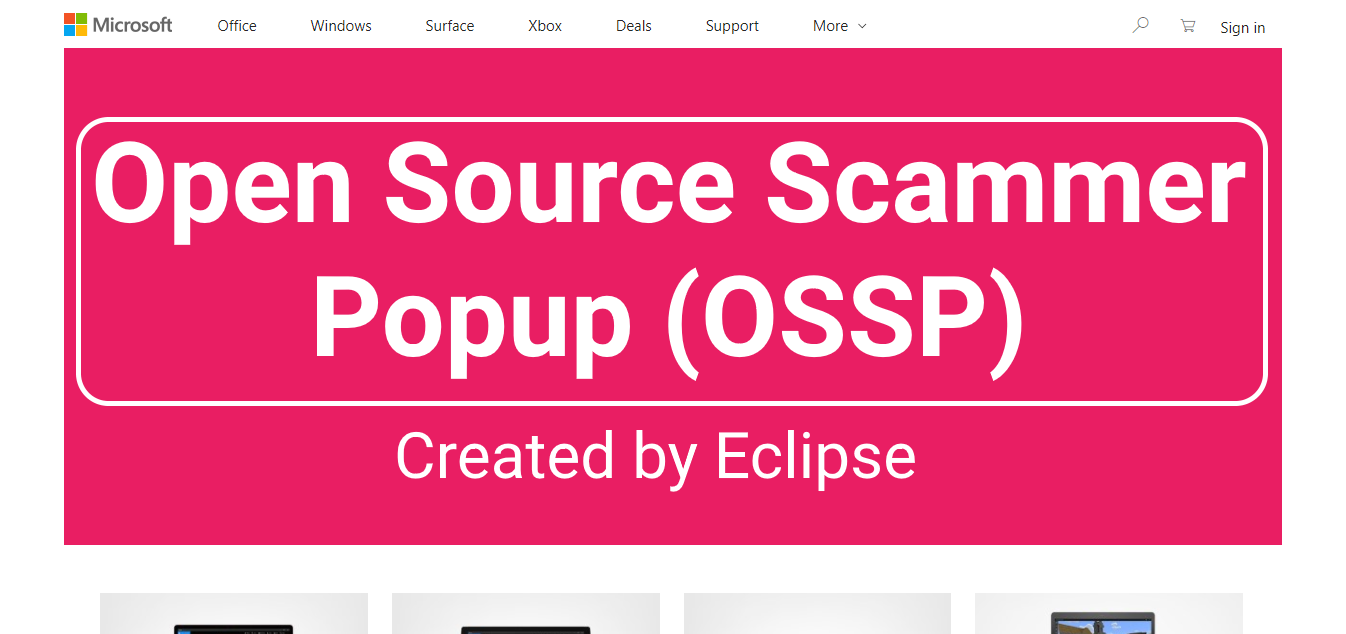 Microsoft Office Windows Surface Xbox Deals Support More Sign in
Open Source Scammer
Popup (OSSP)
Created by Eclipse